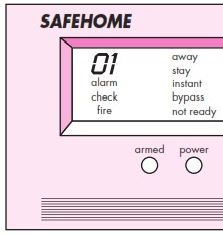 SAFEHOME
01
alarm
check
fire
away
stay
instant
bypass
not ready
armed power